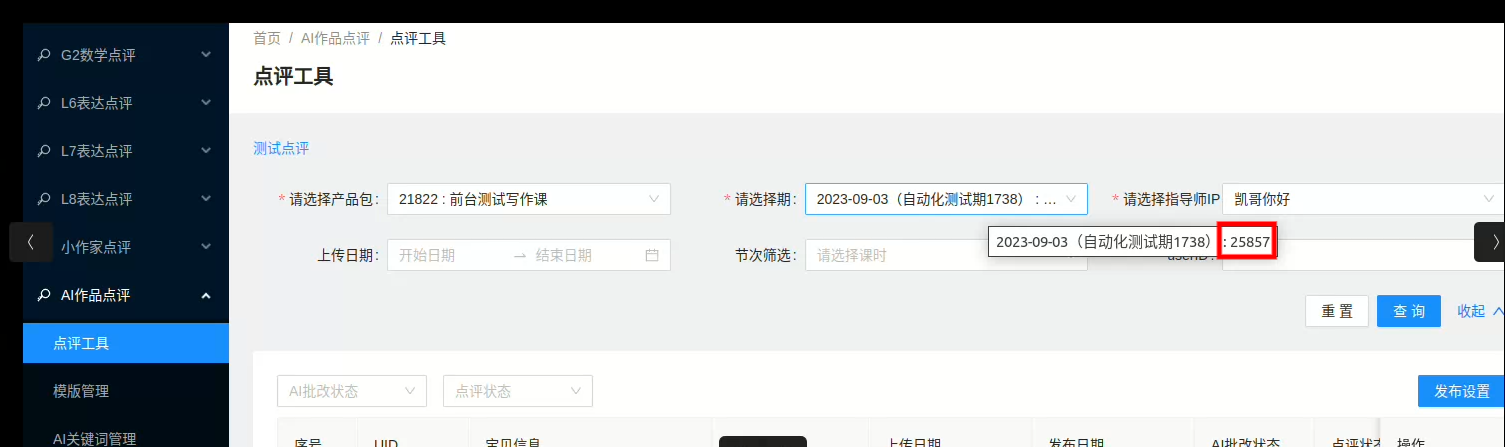 首页 / AI作品点评 / 点评工具
点评工具
G2数学点评
L6表达点评
L7表达点评
L8表达点评
小作家点评
AI作品点评
点评工具
模版管理
AI关键词管理
测试点评
* 请选择产品包: 21822 : 前台测试写作课
* 请选择期: 2023-09-03（自动化测试期1738） : ...
* 请选择指导师IP 凯哥你好
2023-09-03（自动化测试期1738） : 25857
上传日期: 开始日期 → 结束日期
节次筛选: 请选择课时
userID:
重 置 查 询 收起
AI批改状态 点评状态 发布设置
序号 UID 宝贝信息 上传日期 发布日期 AI批改状态 点评状态 操作